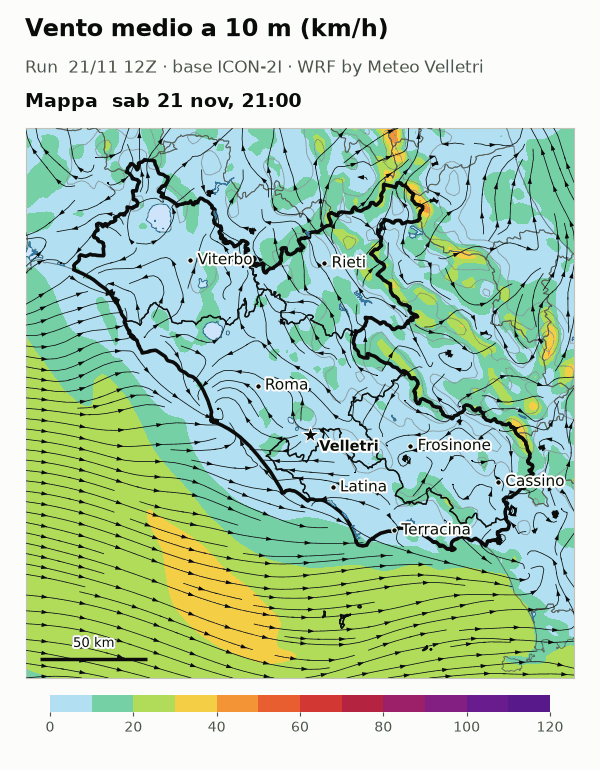 Vento medio a 10 m (km/h)
Run  21/11 12Z · base ICON-2I · WRF by Meteo Velletri
Mappa  sab 21 nov, 21:00
Viterbo
Rieti
Roma
Velletri
Frosinone
Cassino
Latina
Terracina
50 km
0 20 40 60 80 100 120